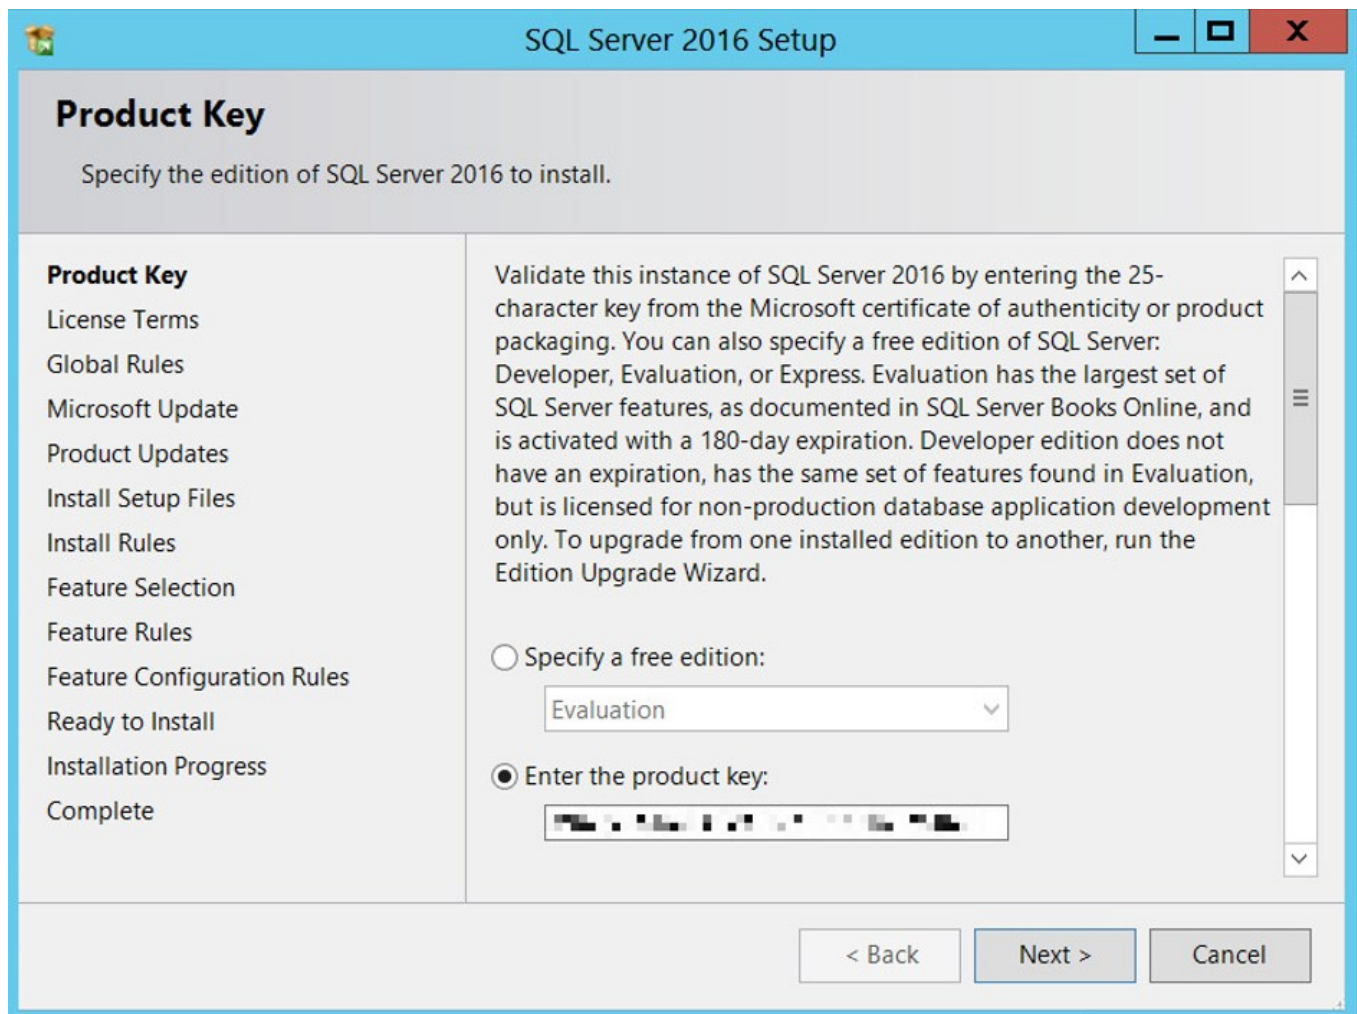 SQL Server 2016 Setup
Product Key
Specify the edition of SQL Server 2016 to install.
Product Key
License Terms
Global Rules
Microsoft Update
Product Updates
Install Setup Files
Install Rules
Feature Selection
Feature Rules
Feature Configuration Rules
Ready to Install
Installation Progress
Complete
Validate this instance of SQL Server 2016 by entering the 25-
character key from the Microsoft certificate of authenticity or product
packaging. You can also specify a free edition of SQL Server:
Developer, Evaluation, or Express. Evaluation has the largest set of
SQL Server features, as documented in SQL Server Books Online, and
is activated with a 180-day expiration. Developer edition does not
have an expiration, has the same set of features found in Evaluation,
but is licensed for non-production database application development
only. To upgrade from one installed edition to another, run the
Edition Upgrade Wizard.
Specify a free edition:
Evaluation
Enter the product key:
< Back
Next >
Cancel